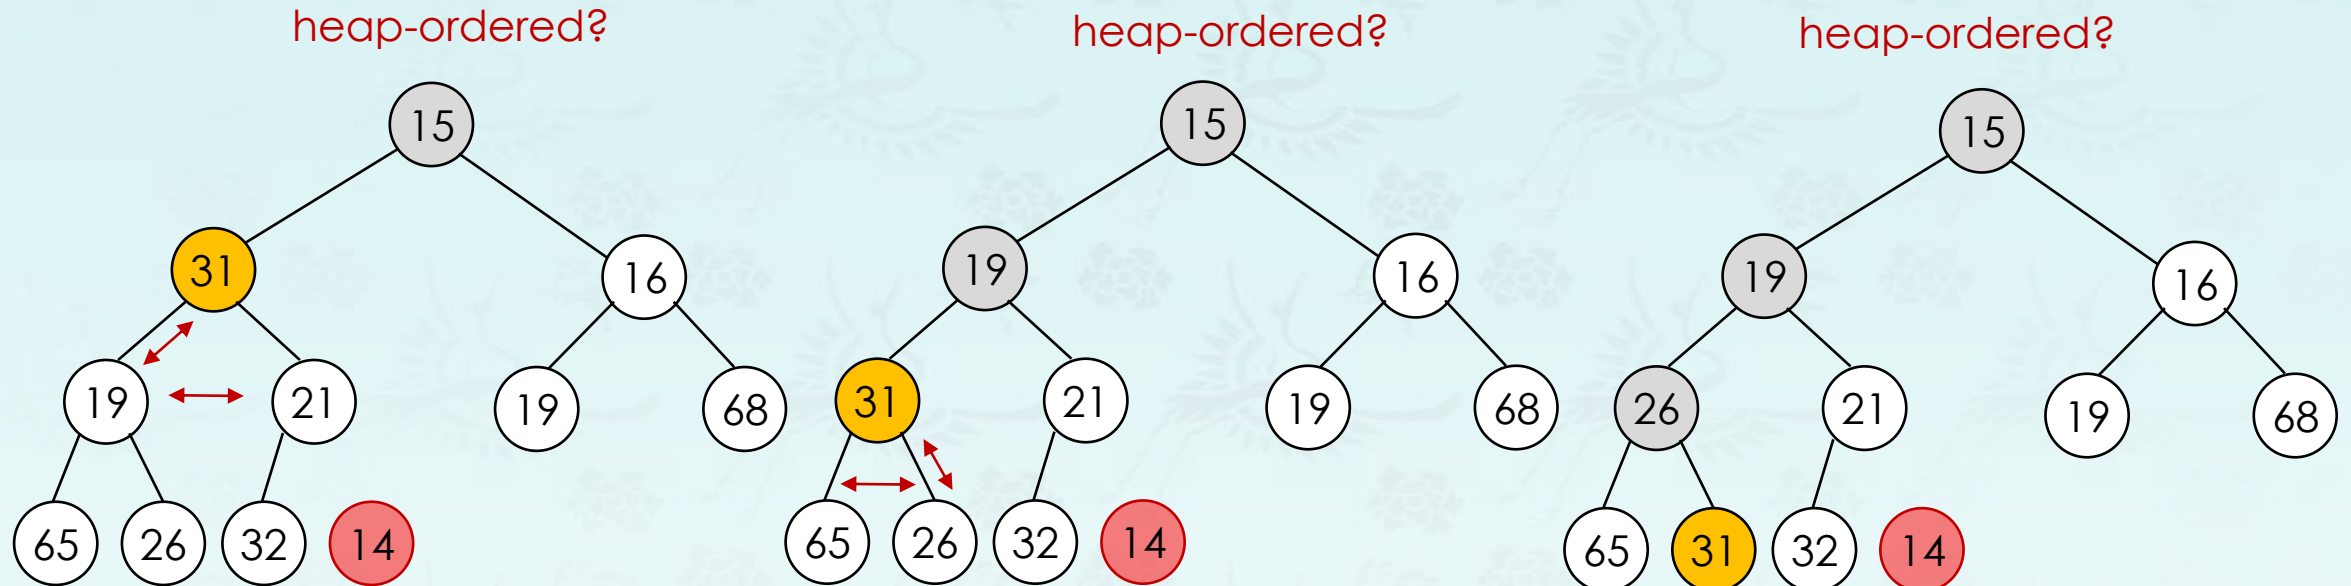 heap-ordered? heap-ordered? heap-ordered?
15 15 15
31 16 19 16 19 16
19 21 19 68 31 21 19 68 26 21 19 68
65 26 32 14 65 26 32 14 65 31 32 14